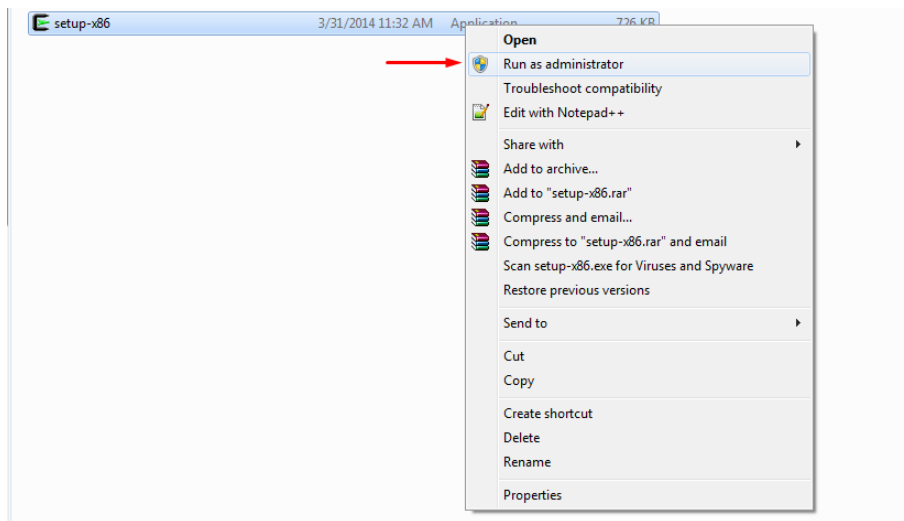 setup-x86 3/31/2014 11:32 AM Application 726 KB
Open
Run as administrator
Troubleshoot compatibility
Edit with Notepad++
Share with
Add to archive...
Add to "setup-x86.rar"
Compress and email...
Compress to "setup-x86.rar" and email
Scan setup-x86.exe for Viruses and Spyware
Restore previous versions
Send to
Cut
Copy
Create shortcut
Delete
Rename
Properties